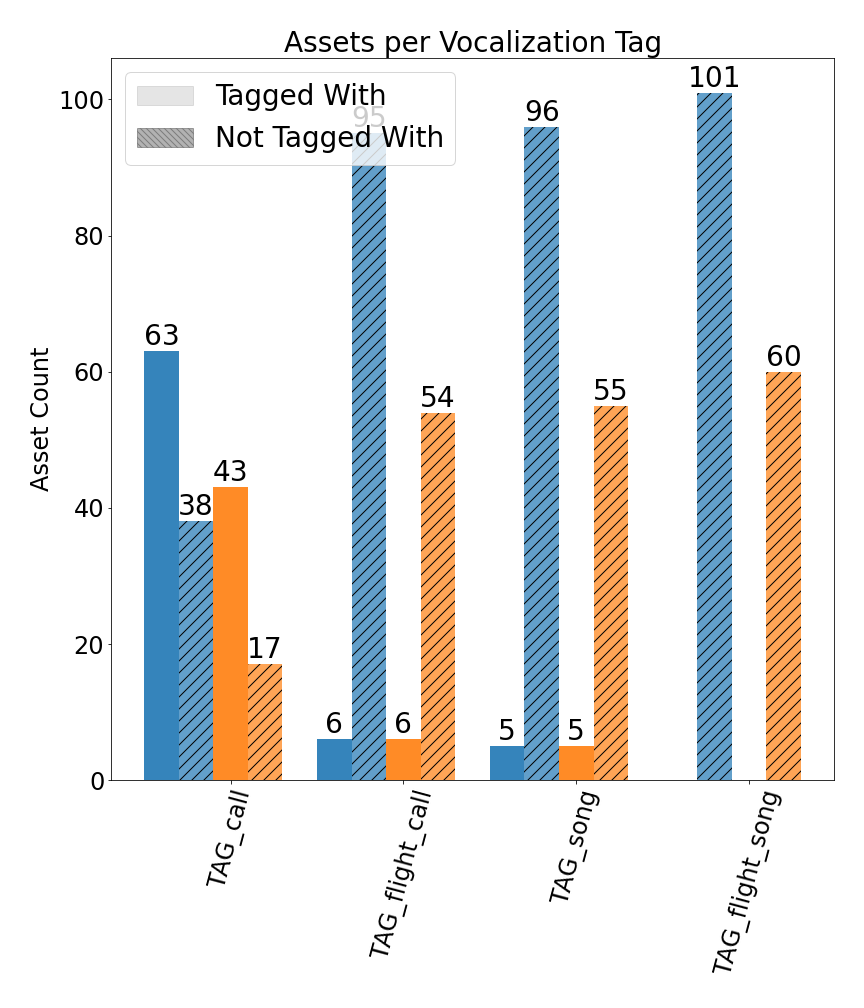 Assets per Vocalization Tag
Tagged With
Not Tagged With
Asset Count
100
80
60
40
20
0
63
38
43
17
6
95
6
54
5
96
5
55
101
60
TAG_call
TAG_flight_call
TAG_song
TAG_flight_song